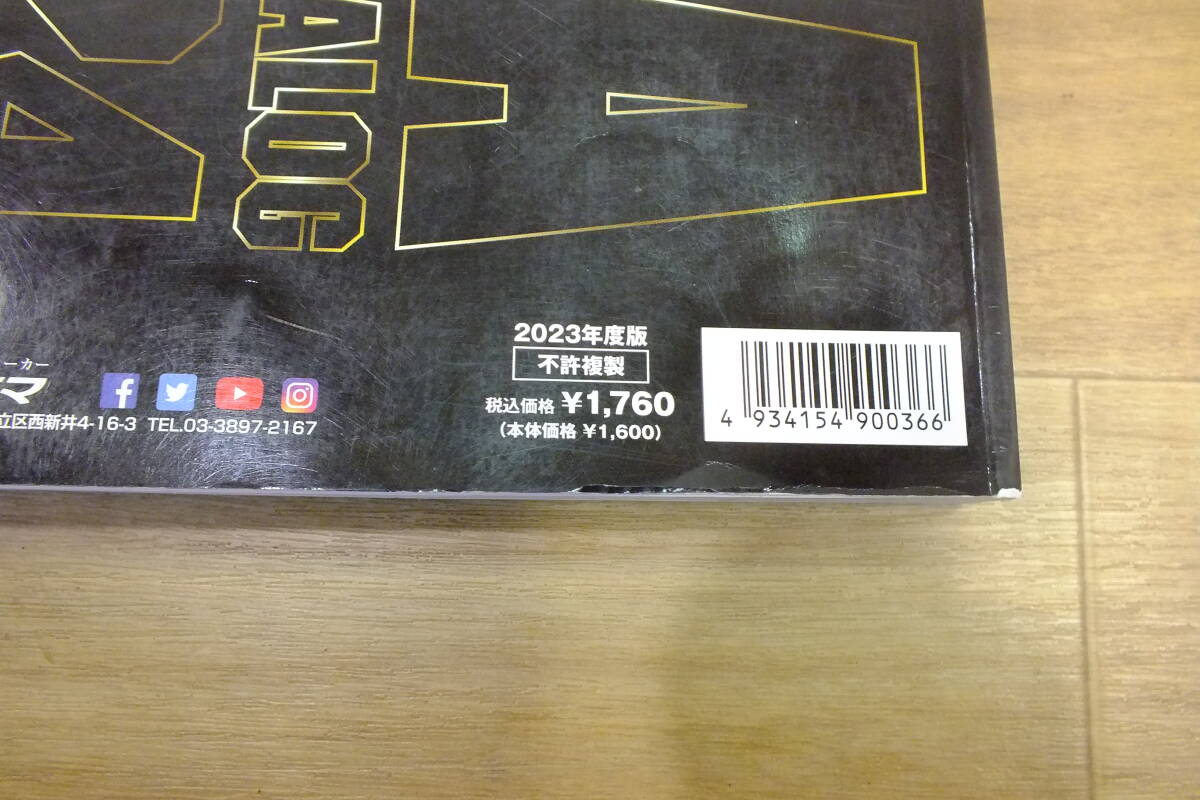 ALOG
A
2023年度版
不許複製
税込価格 ¥1,760
(本体価格 ¥1,600)
4 934154 900366
ーカー
マ
立区西新井4-16-3 TEL.03-3897-2167